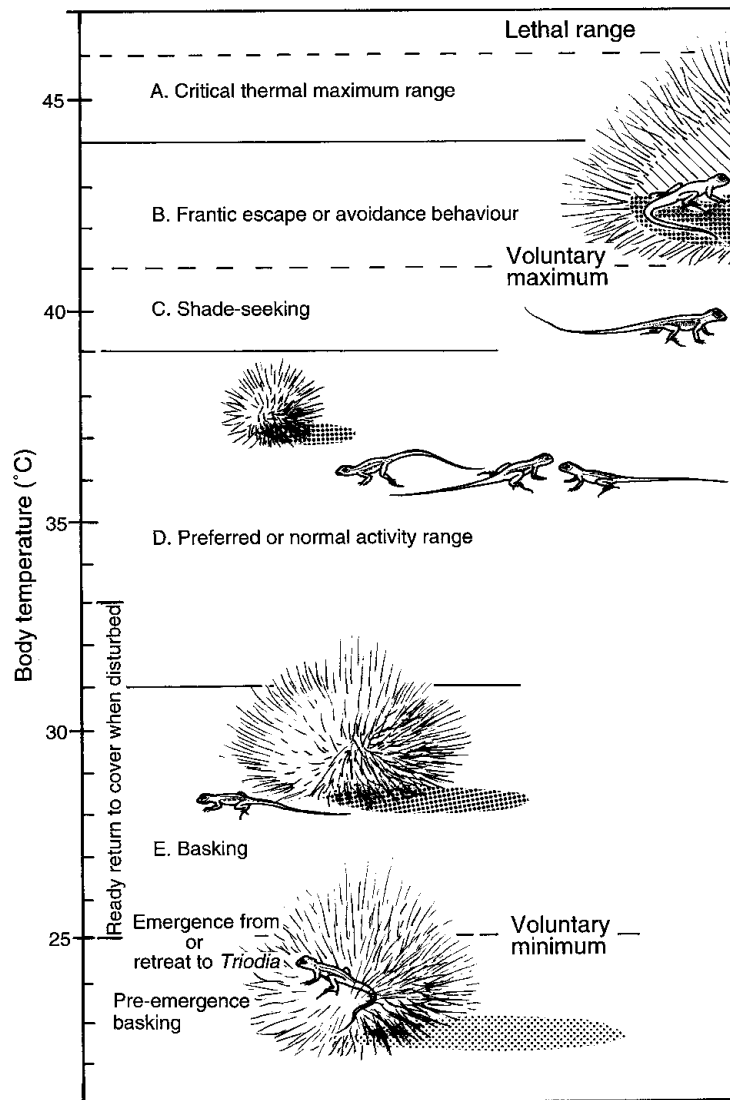 Lethal range
A. Critical thermal maximum range
45
B. Frantic escape or avoidance behaviour
Voluntary
maximum
40
C. Shade-seeking
Body temperature (°C)
35
D. Preferred or normal activity range
Ready return to cover when disturbed
30
E. Basking
Emergence from
or
retreat to Triodia
Voluntary
minimum
25
Pre-emergence
basking